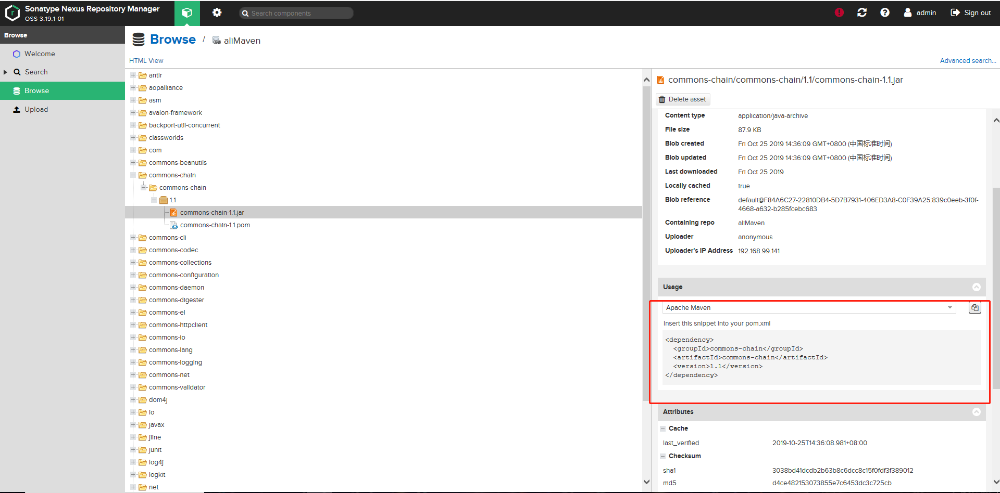 Sonatype Nexus Repository Manager
OSS 3.19.1-01
Search components
admin
Sign out
Browse
Welcome
Search
Browse
Upload
Browse / aliMaven
HTML View
Advanced search...
antlr
aopalliance
asm
avalon-framework
backport-util-concurrent
classworlds
com
commons-beanutils
commons-chain
commons-chain
1.1
commons-chain-1.1.jar
commons-chain-1.1.pom
commons-cli
commons-codec
commons-collections
commons-configuration
commons-daemon
commons-digester
commons-el
commons-httpclient
commons-io
commons-lang
commons-logging
commons-net
commons-validator
dom4j
io
javax
jline
junit
log4j
logkit
net
commons-chain/commons-chain/1.1/commons-chain-1.1.jar
Delete asset
Content type application/java-archive
File size 87.9 KB
Blob created Fri Oct 25 2019 14:36:09 GMT+0800 (中国标准时间)
Blob updated Fri Oct 25 2019 14:36:09 GMT+0800 (中国标准时间)
Last downloaded Fri Oct 25 2019
Locally cached true
Blob reference default@F84A6C27-22810DB4-5D7B7931-406ED3A8-C0F39A25:839c0eeb-3f0f-
4668-a632-b285fcebc683
Containing repo aliMaven
Uploader anonymous
Uploader's IP Address 192.168.99.141
Usage
Apache Maven
Insert this snippet into your pom.xml
<dependency>
  <groupId>commons-chain</groupId>
  <artifactId>commons-chain</artifactId>
  <version>1.1</version>
</dependency>
Attributes
Cache
last_verified 2019-10-25T14:36:08.981+08:00
Checksum
sha1 3038bd41dcdb2b63b8c6dcc8c15f0fdf3f389012
md5 d4ce482153073855e7c6453dc3c725cb